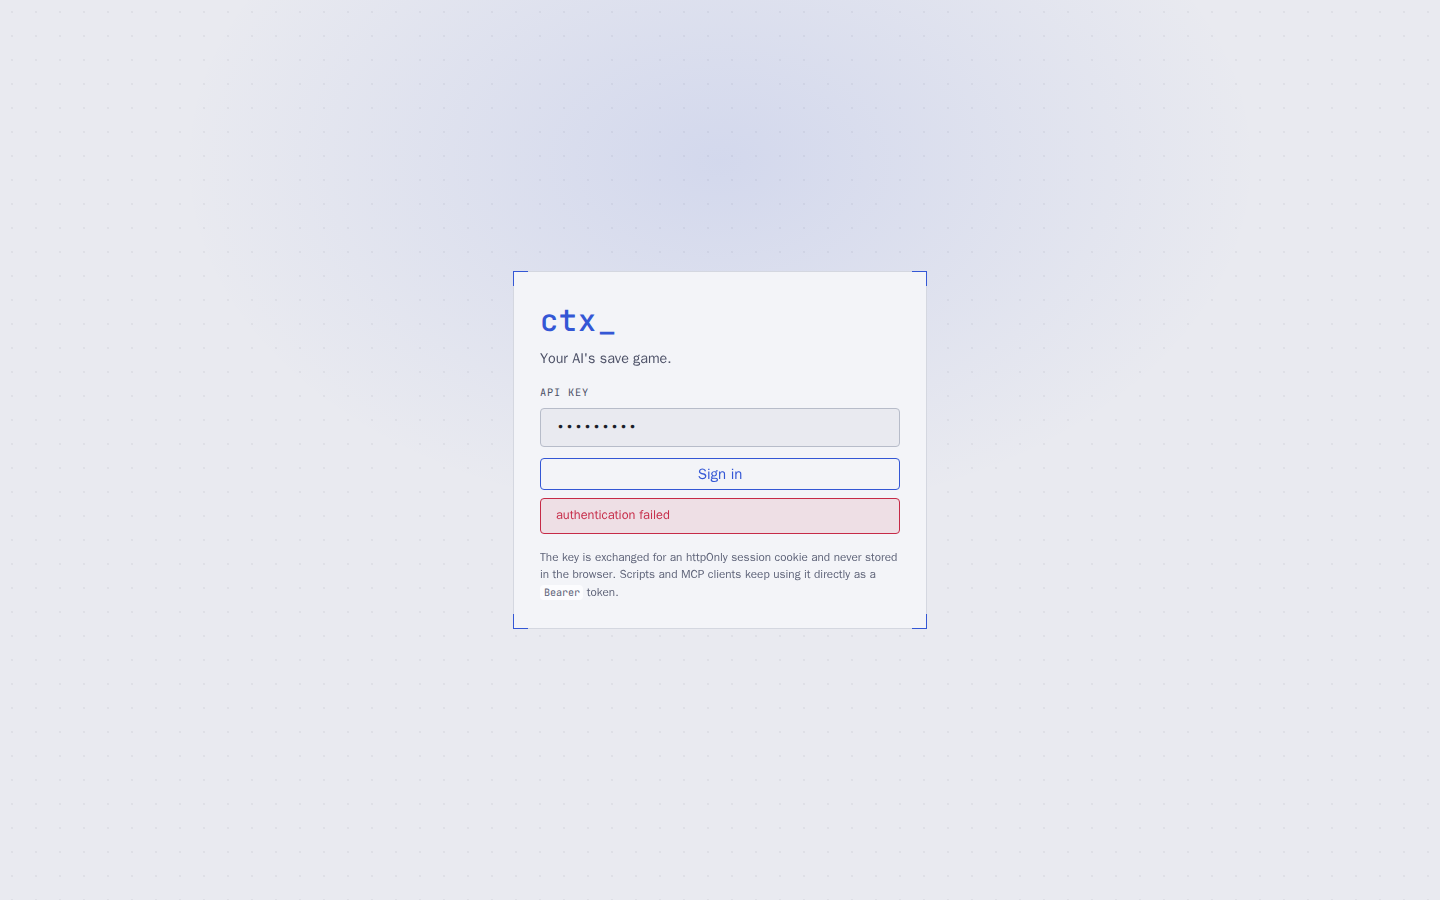 ctx_
Your AI's save game.
API KEY
•••••••••
Sign in
authentication failed
The key is exchanged for an httpOnly session cookie and never stored
in the browser. Scripts and MCP clients keep using it directly as a
Bearer token.